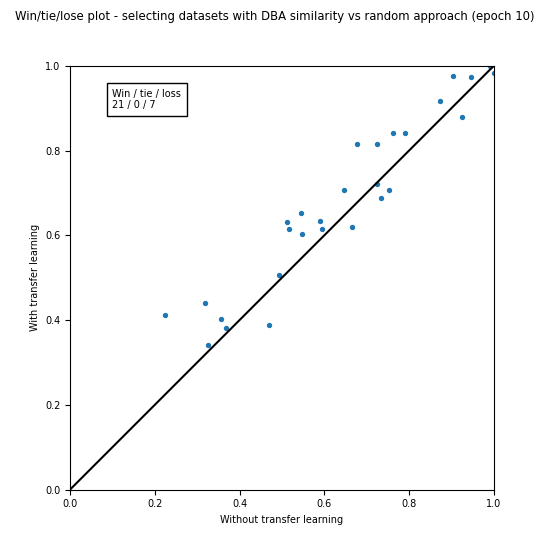 Win/tie/lose plot - selecting datasets with DBA similarity vs random approach (epoch 10)
1.0
Win / tie / loss
21 / 0 / 7
0.8
0.6
With transfer learning
0.4
0.2
0.0
0.0 0.2 0.4 0.6 0.8 1.0
Without transfer learning